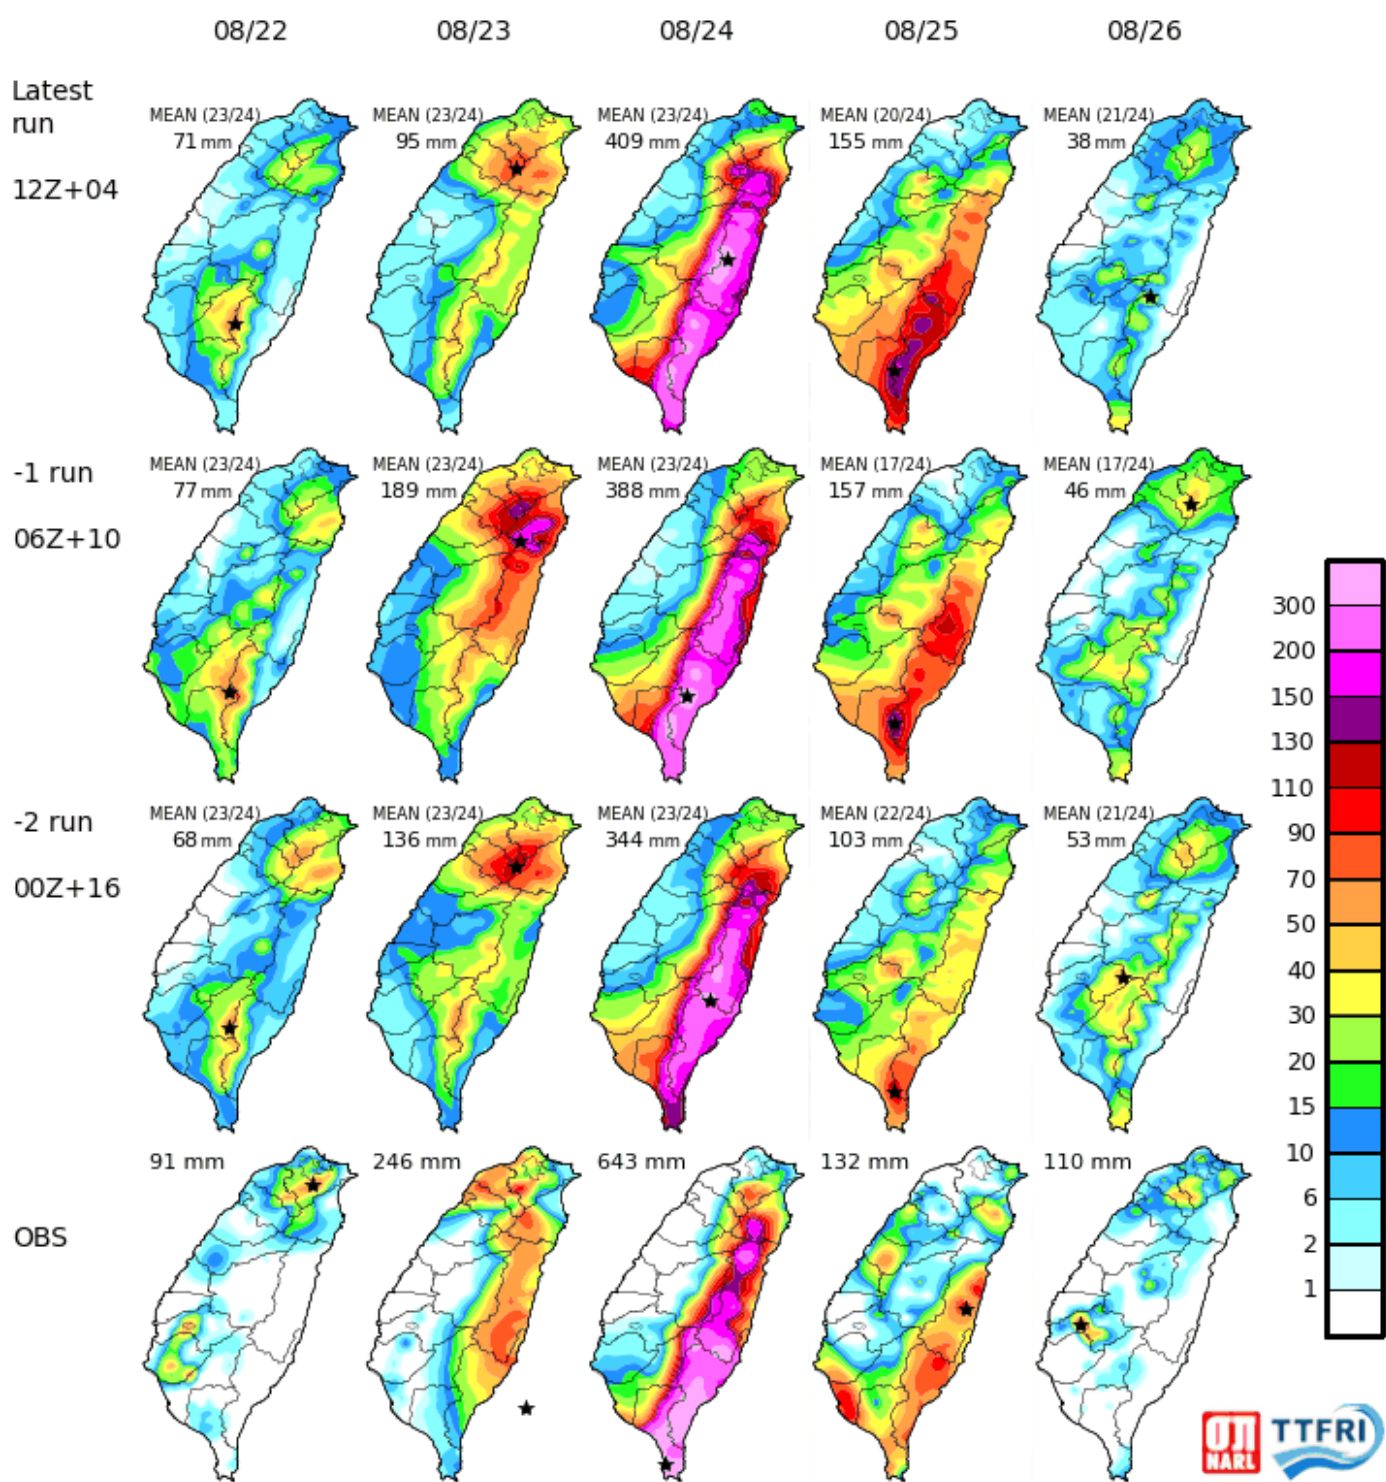 08/22 08/23 08/24 08/25 08/26
Latest
run
12Z+04
MEAN (23/24) MEAN (23/24) MEAN (23/24) MEAN (20/24) MEAN (21/24)
71 mm 95 mm 409 mm 155 mm 38 mm
-1 run
06Z+10
MEAN (23/24) MEAN (23/24) MEAN (23/24) MEAN (17/24) MEAN (17/24)
77 mm 189 mm 388 mm 157 mm 46 mm
-2 run
00Z+16
MEAN (23/24) MEAN (23/24) MEAN (23/24) MEAN (22/24) MEAN (21/24)
68 mm 136 mm 344 mm 103 mm 53 mm
OBS
91 mm 246 mm 643 mm 132 mm 110 mm
300
200
150
130
110
90
70
50
40
30
20
15
10
6
2
1
NARL
TTFRI